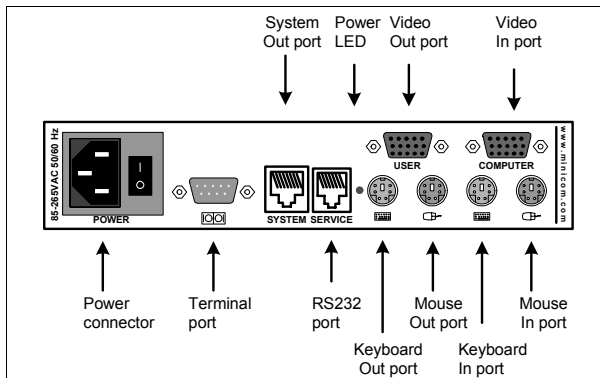 System
Out port
Power
LED
Video
Out port
Video
In port
85-265VAC 50/60 Hz
POWER
I
O
SYSTEM
SERVICE
USER
COMPUTER
www.minicom.com
Power
connector
Terminal
port
RS232
port
Mouse
Out port
Mouse
In port
Keyboard
Out port
Keyboard
In port